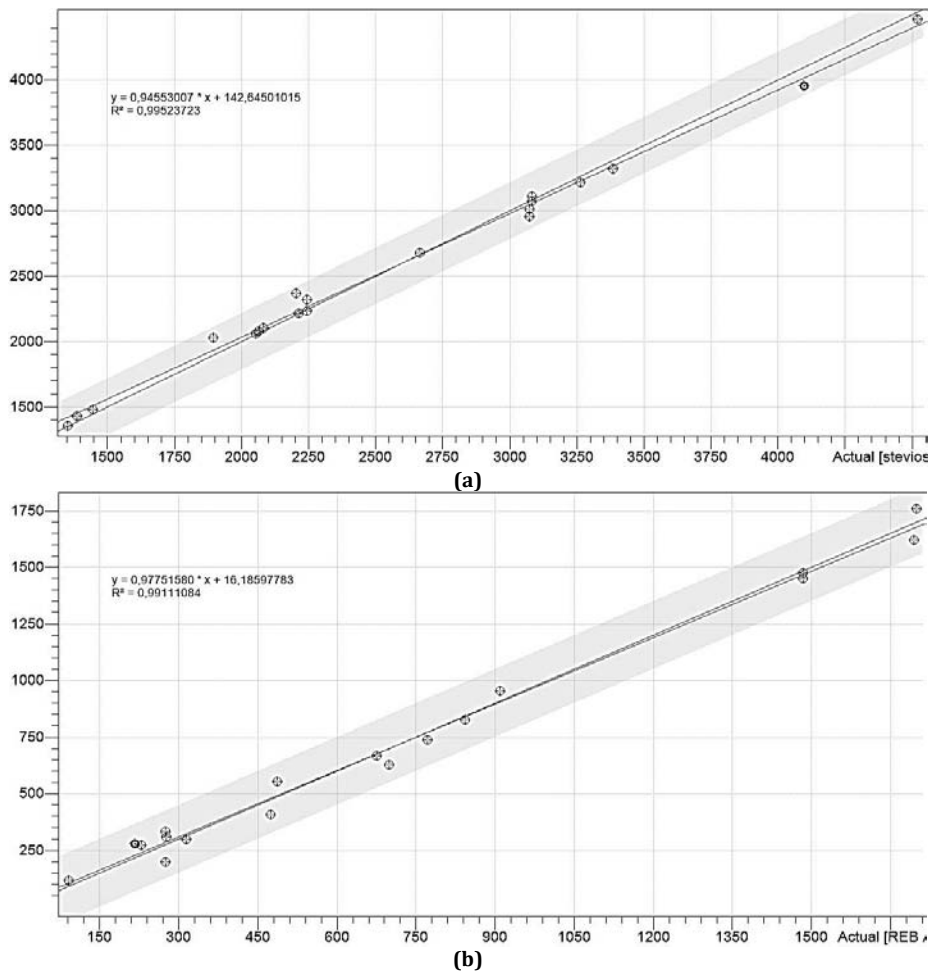 4000
y = 0,94553007 * x + 142,64501015
R² = 0,99523723
3500
3000
2500
2000
1500
1500 1750 2000 2250 2500 2750 3000 3250 3500 3750 4000 Actual [stevios
(a)
1750
1500
y = 0,97751580 * x + 16,18597783
R² = 0,99111084
1250
1000
750
500
250
150 300 450 600 750 900 1050 1200 1350 1500 Actual [REB A
(b)